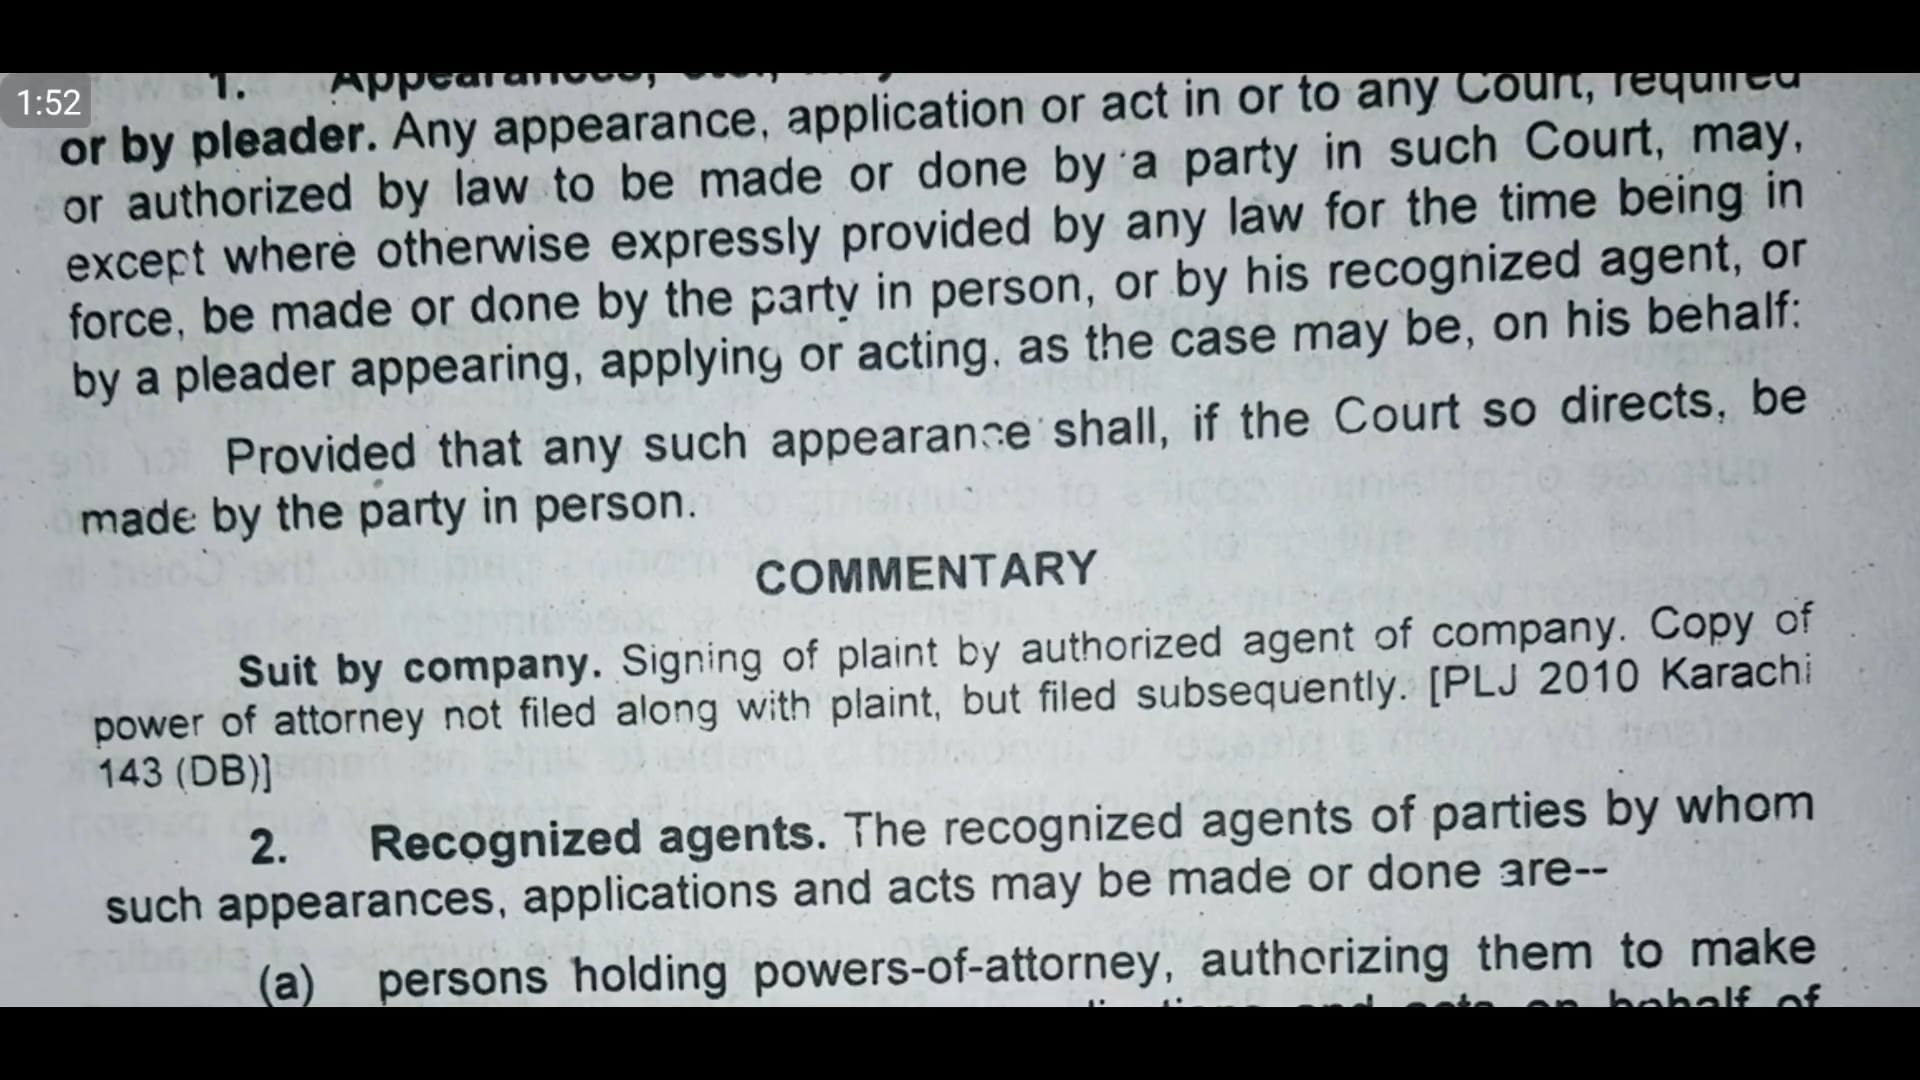 1:52
1. Appearances, etc.,
or by pleader. Any appearance, application or act in or to any Court, required
or authorized by law to be made or done by a party in such Court, may,
except where otherwise expressly provided by any law for the time being in
force, be made or done by the party in person, or by his recognized agent, or
by a pleader appearing, applying or acting, as the case may be, on his behalf:
Provided that any such appearance shall, if the Court so directs, be
made by the party in person.
COMMENTARY
Suit by company. Signing of plaint by authorized agent of company. Copy of
power of attorney not filed along with plaint, but filed subsequently. [PLJ 2010 Karachi
143 (DB)]
2. Recognized agents. The recognized agents of parties by whom
such appearances, applications and acts may be made or done are--
(a) persons holding powers-of-attorney, authorizing them to make
and acts on behalf of